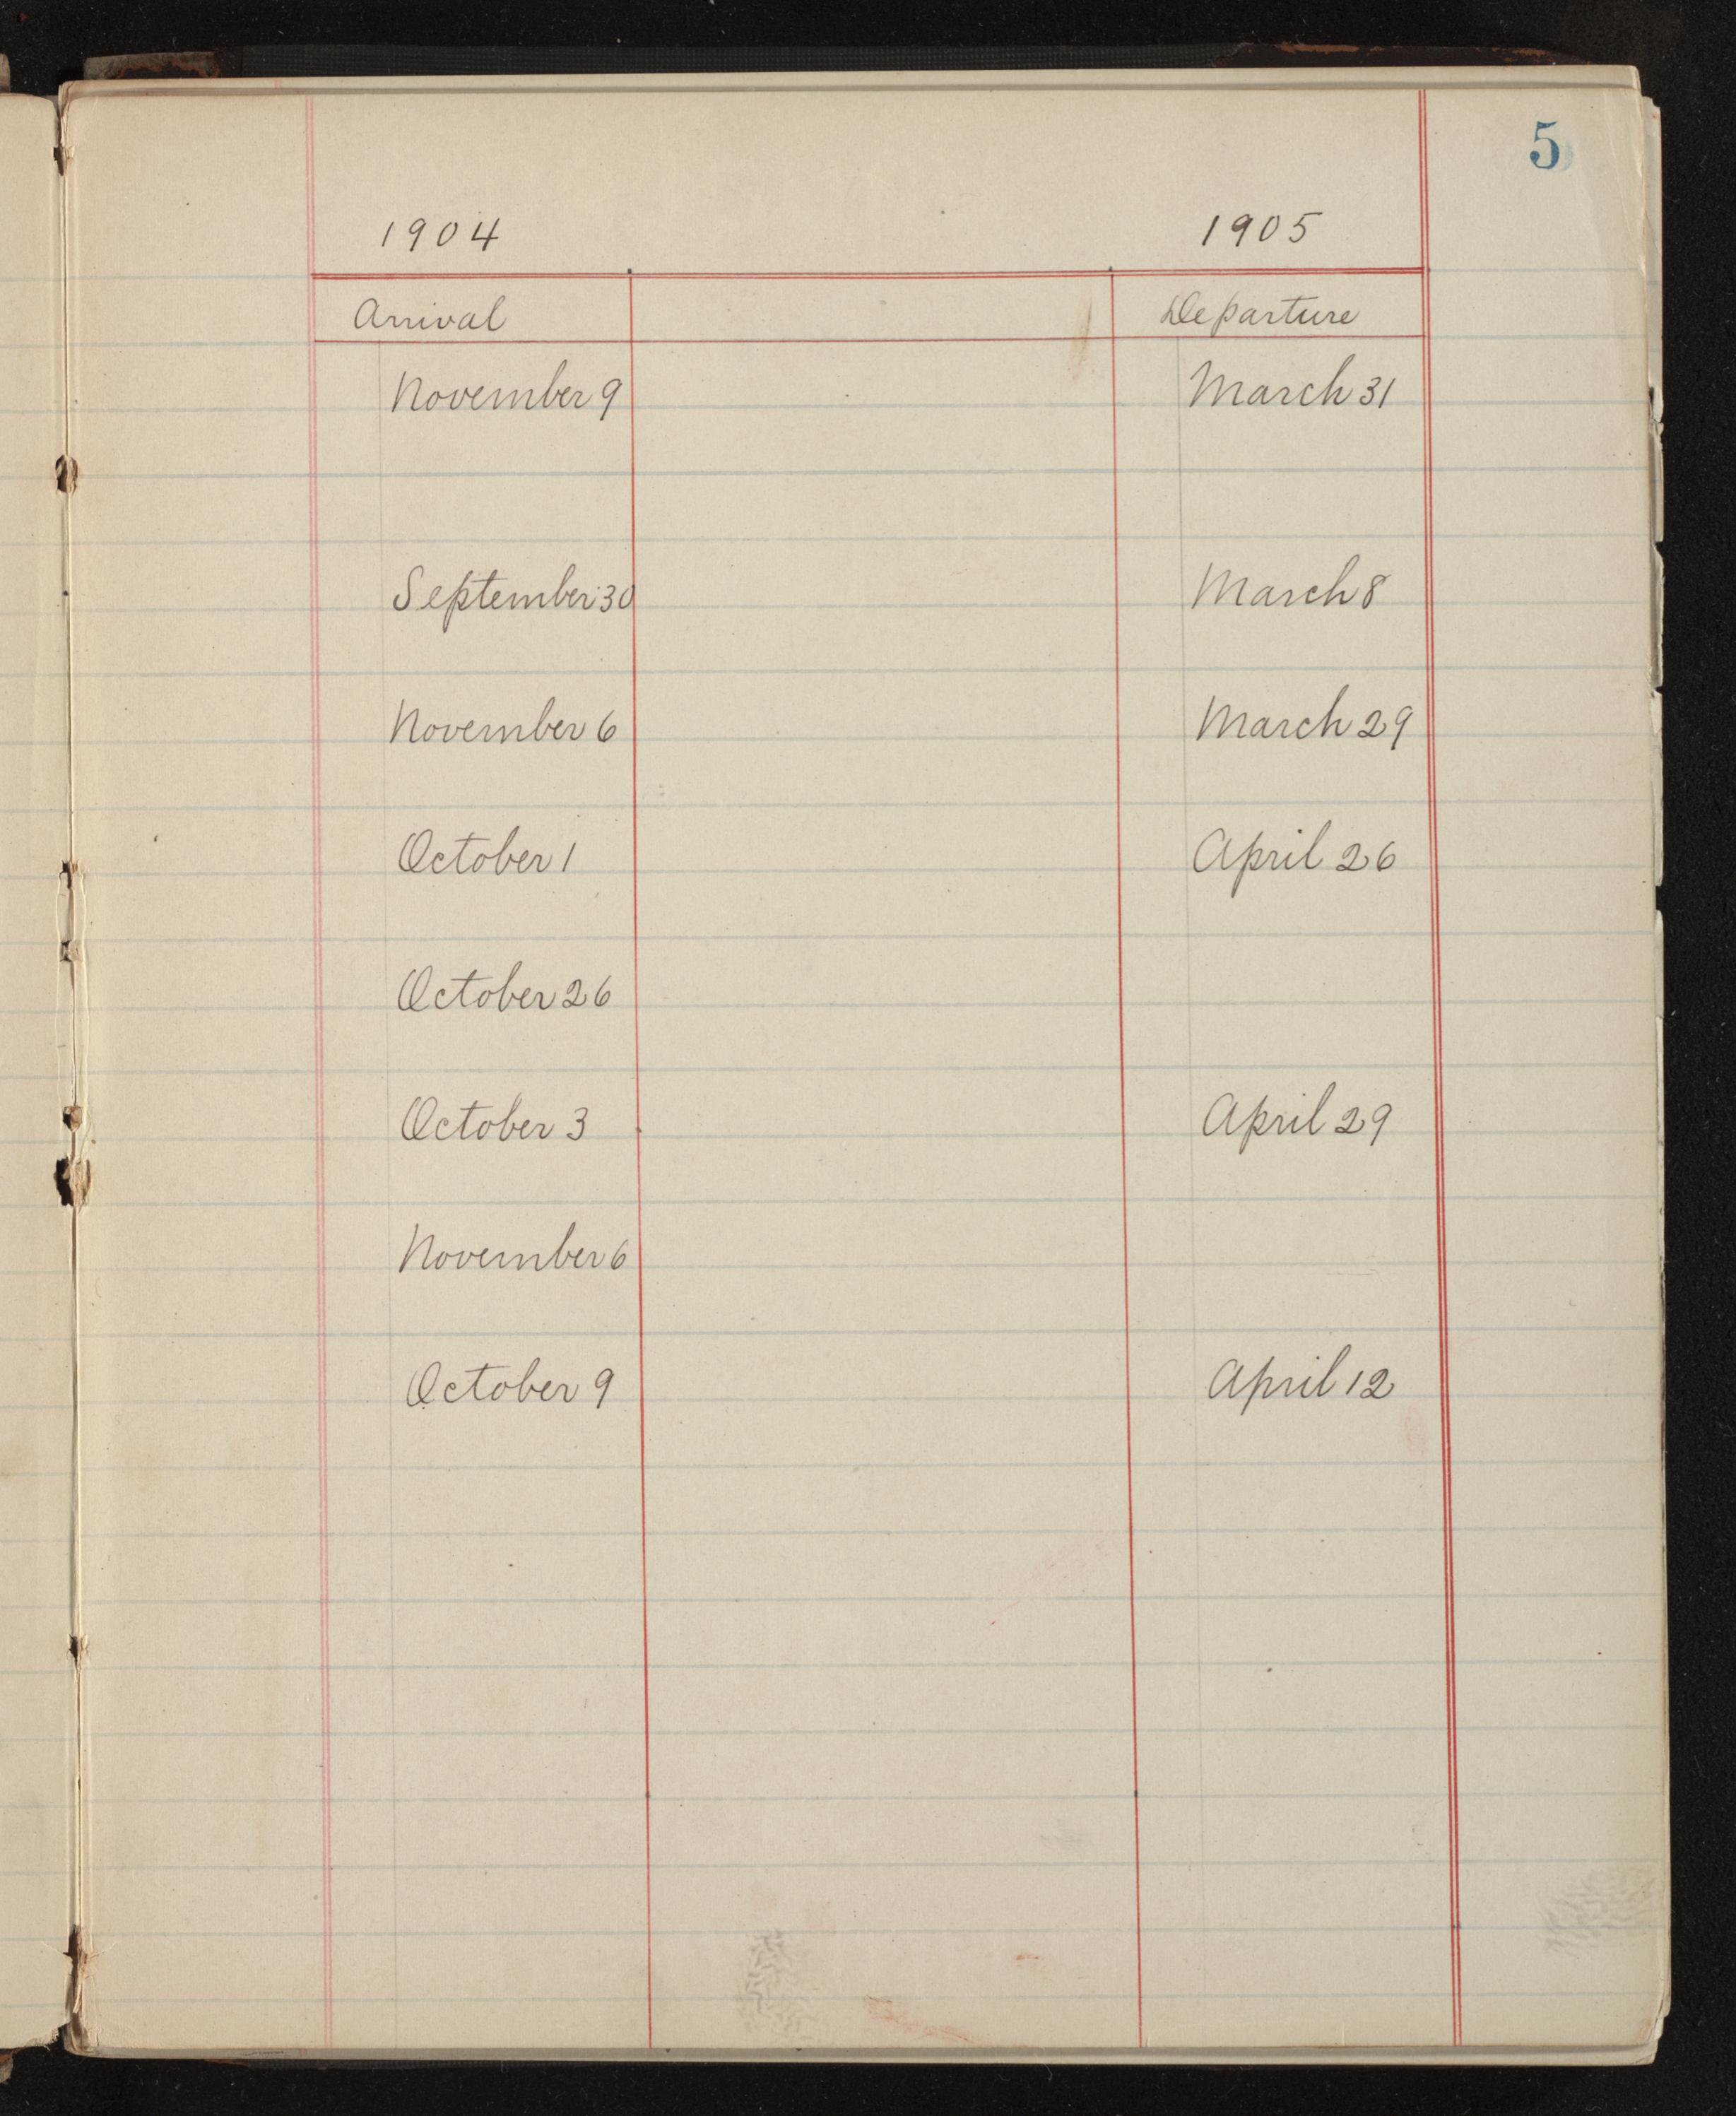 5
1904 1905
Arrival Departure
November 9 March 31
September 30 March 8
November 6 March 29
October 1 April 26
October 26
October 3 April 29
November 6
October 9 April 12